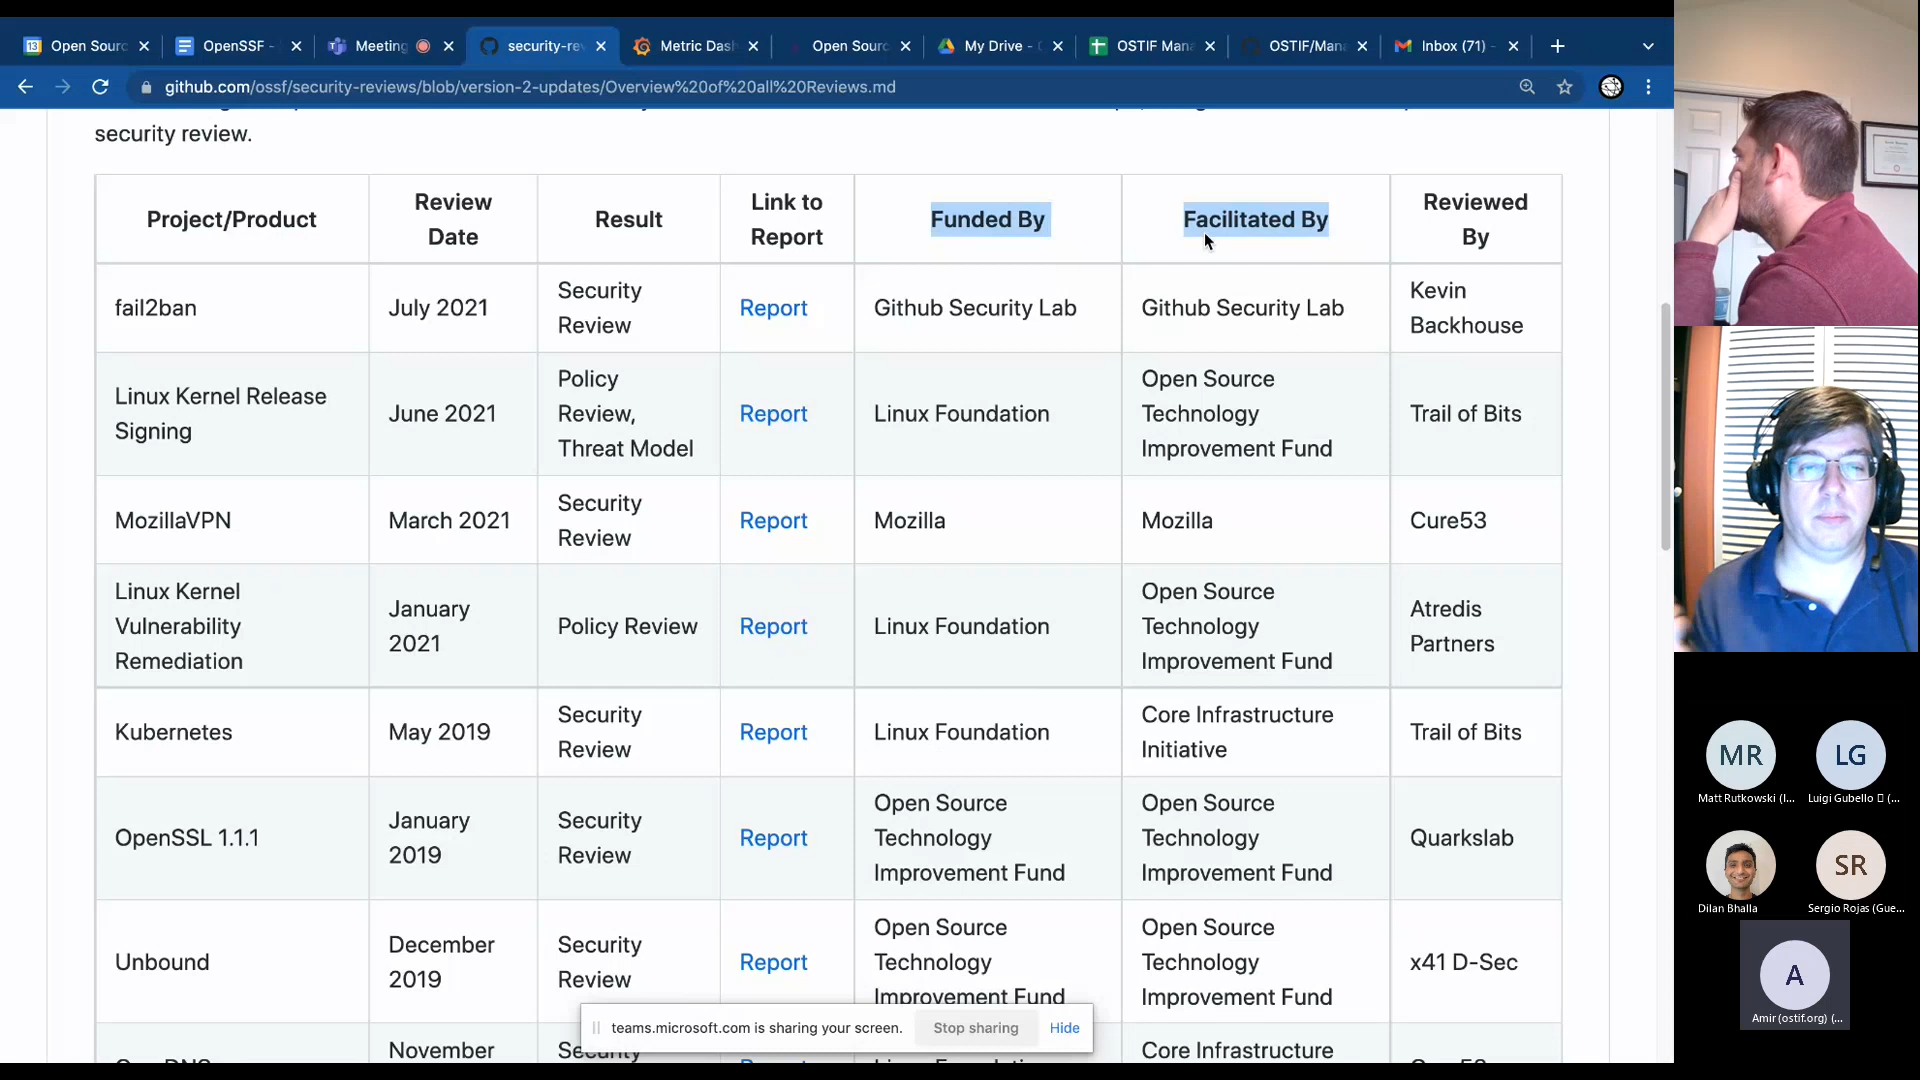 Open Sourc
OpenSSF -
Meeting
security-rev
Metric Dash
Open Sourc
My Drive -
OSTIF Mana
OSTIF/Mana
Inbox (71) -
github.com/ossf/security-reviews/blob/version-2-updates/Overview%20of%20all%20Reviews.md
security review.
Project/Product
Review
Date
Result
Link to
Report
Funded By
Facilitated By
Reviewed
By
fail2ban
July 2021
Security
Review
Report
Github Security Lab
Github Security Lab
Kevin
Backhouse
Linux Kernel Release
Signing
June 2021
Policy
Review,
Threat Model
Report
Linux Foundation
Open Source
Technology
Improvement Fund
Trail of Bits
MozillaVPN
March 2021
Security
Review
Report
Mozilla
Mozilla
Cure53
Linux Kernel
Vulnerability
Remediation
January
2021
Policy Review
Report
Linux Foundation
Open Source
Technology
Improvement Fund
Atredis
Partners
Kubernetes
May 2019
Security
Review
Report
Linux Foundation
Core Infrastructure
Initiative
Trail of Bits
OpenSSL 1.1.1
January
2019
Security
Review
Report
Open Source
Technology
Improvement Fund
Open Source
Technology
Improvement Fund
Quarkslab
Unbound
December
2019
Security
Review
Report
Open Source
Technology
Improvement Fund
Open Source
Technology
Improvement Fund
x41 D-Sec
November
Security
Core Infrastructure
teams.microsoft.com is sharing your screen.
Stop sharing
Hide
MR
Matt Rutkowski (I...
LG
Luigi Gubello (...
Dilan Bhalla
SR
Sergio Rojas (Gue...
A
Amir (ostif.org) (...